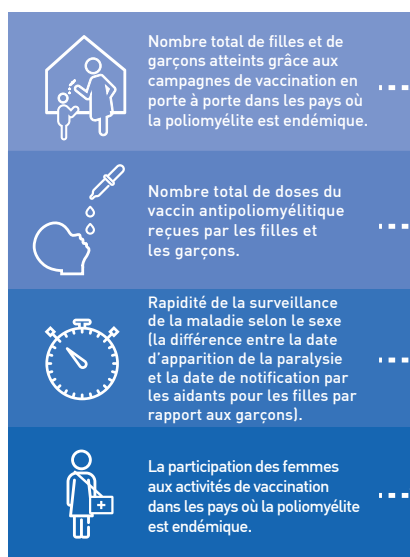 Nombre total de filles et de
garçons atteints grâce aux
campagnes de vaccination en
porte à porte dans les pays où
la poliomyélite est endémique.
Nombre total de doses du
vaccin antipoliomyélitique
reçues par les filles et
les garçons.
Rapidité de la surveillance
de la maladie selon le sexe
(la différence entre la date
d'apparition de la paralysie
et la date de notification par
les aidants pour les filles par
rapport aux garçons).
La participation des femmes
aux activités de vaccination
dans les pays où la poliomyélite
est endémique.